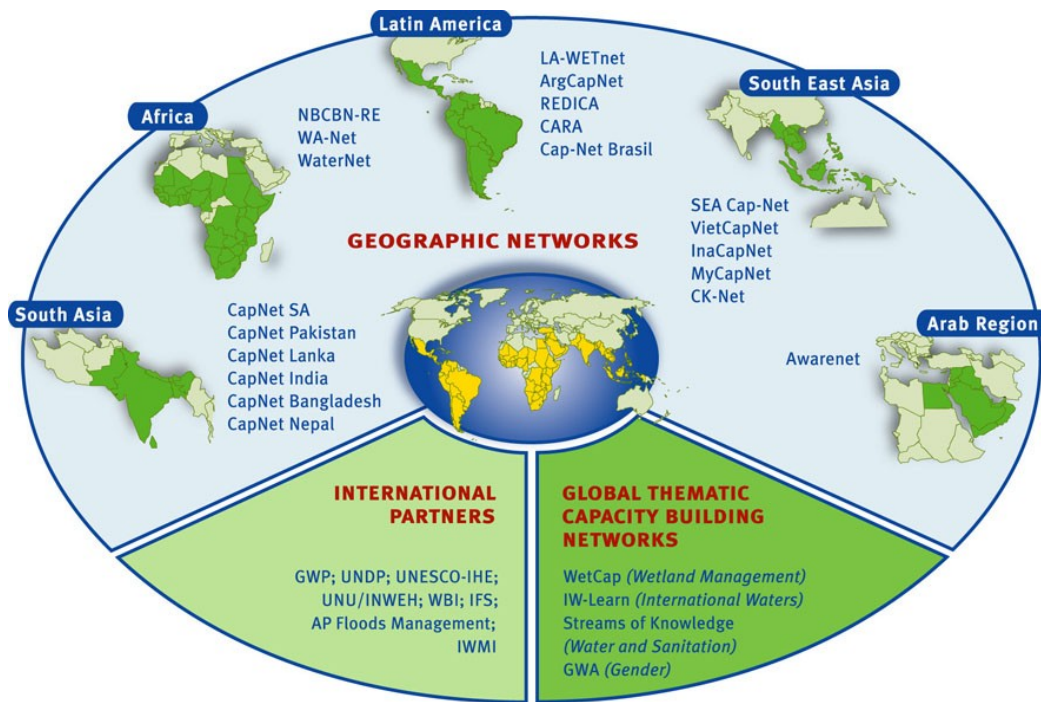 Latin America
LA-WETnet
ArgCapNet
REDICA
CARA
Cap-Net Brasil
South East Asia
SEA Cap-Net
VietCapNet
InaCapNet
MyCapNet
CK-Net
Africa
NBCBN-RE
WA-Net
WaterNet
GEOGRAPHIC NETWORKS
South Asia
CapNet SA
CapNet Pakistan
CapNet Lanka
CapNet India
CapNet Bangladesh
CapNet Nepal
Arab Region
Awarenet
INTERNATIONAL
PARTNERS
GWP; UNDP; UNESCO-IHE;
UNU/INWEH; WBI; IFS;
AP Floods Management;
IWMI
GLOBAL THEMATIC
CAPACITY BUILDING
NETWORKS
WetCap (Wetland Management)
IW-Learn (International Waters)
Streams of Knowledge
(Water and Sanitation)
GWA (Gender)